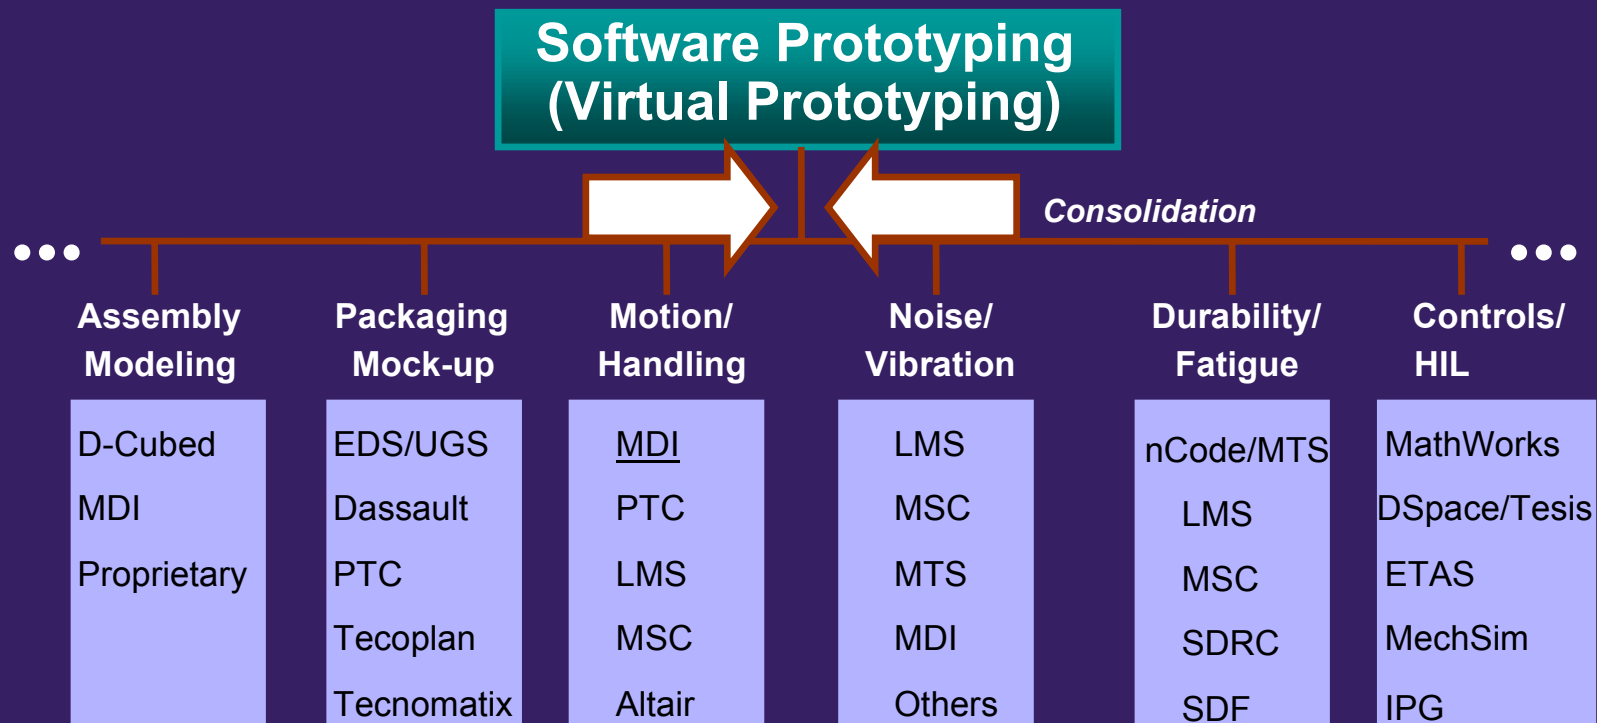 Software Prototyping
(Virtual Prototyping)
Consolidation
Assembly
Modeling
D-Cubed
MDI
Proprietary
Packaging
Mock-up
EDS/UGS
Dassault
PTC
Tecoplan
Tecnomatix
Motion/
Handling
MDI
PTC
LMS
MSC
Altair
Noise/
Vibration
LMS
MSC
MTS
MDI
Others
Durability/
Fatigue
nCode/MTS
LMS
MSC
SDRC
SDF
Controls/
HIL
MathWorks
DSpace/Tesis
ETAS
MechSim
IPG